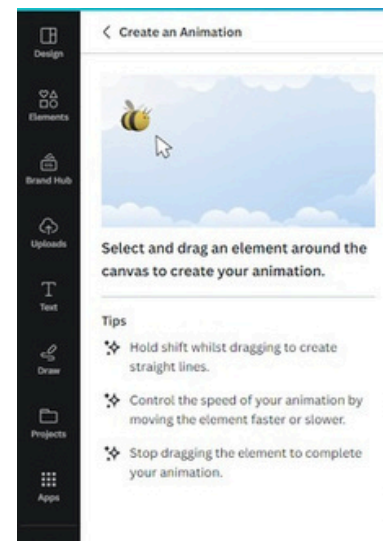 Design
Elements
Brand Hub
Uploads
Text
Draw
Projects
Apps
Create an Animation
Select and drag an element around the
canvas to create your animation.
Tips
Hold shift whilst dragging to create
straight lines.
Control the speed of your animation by
moving the element faster or slower.
Stop dragging the element to complete
your animation.